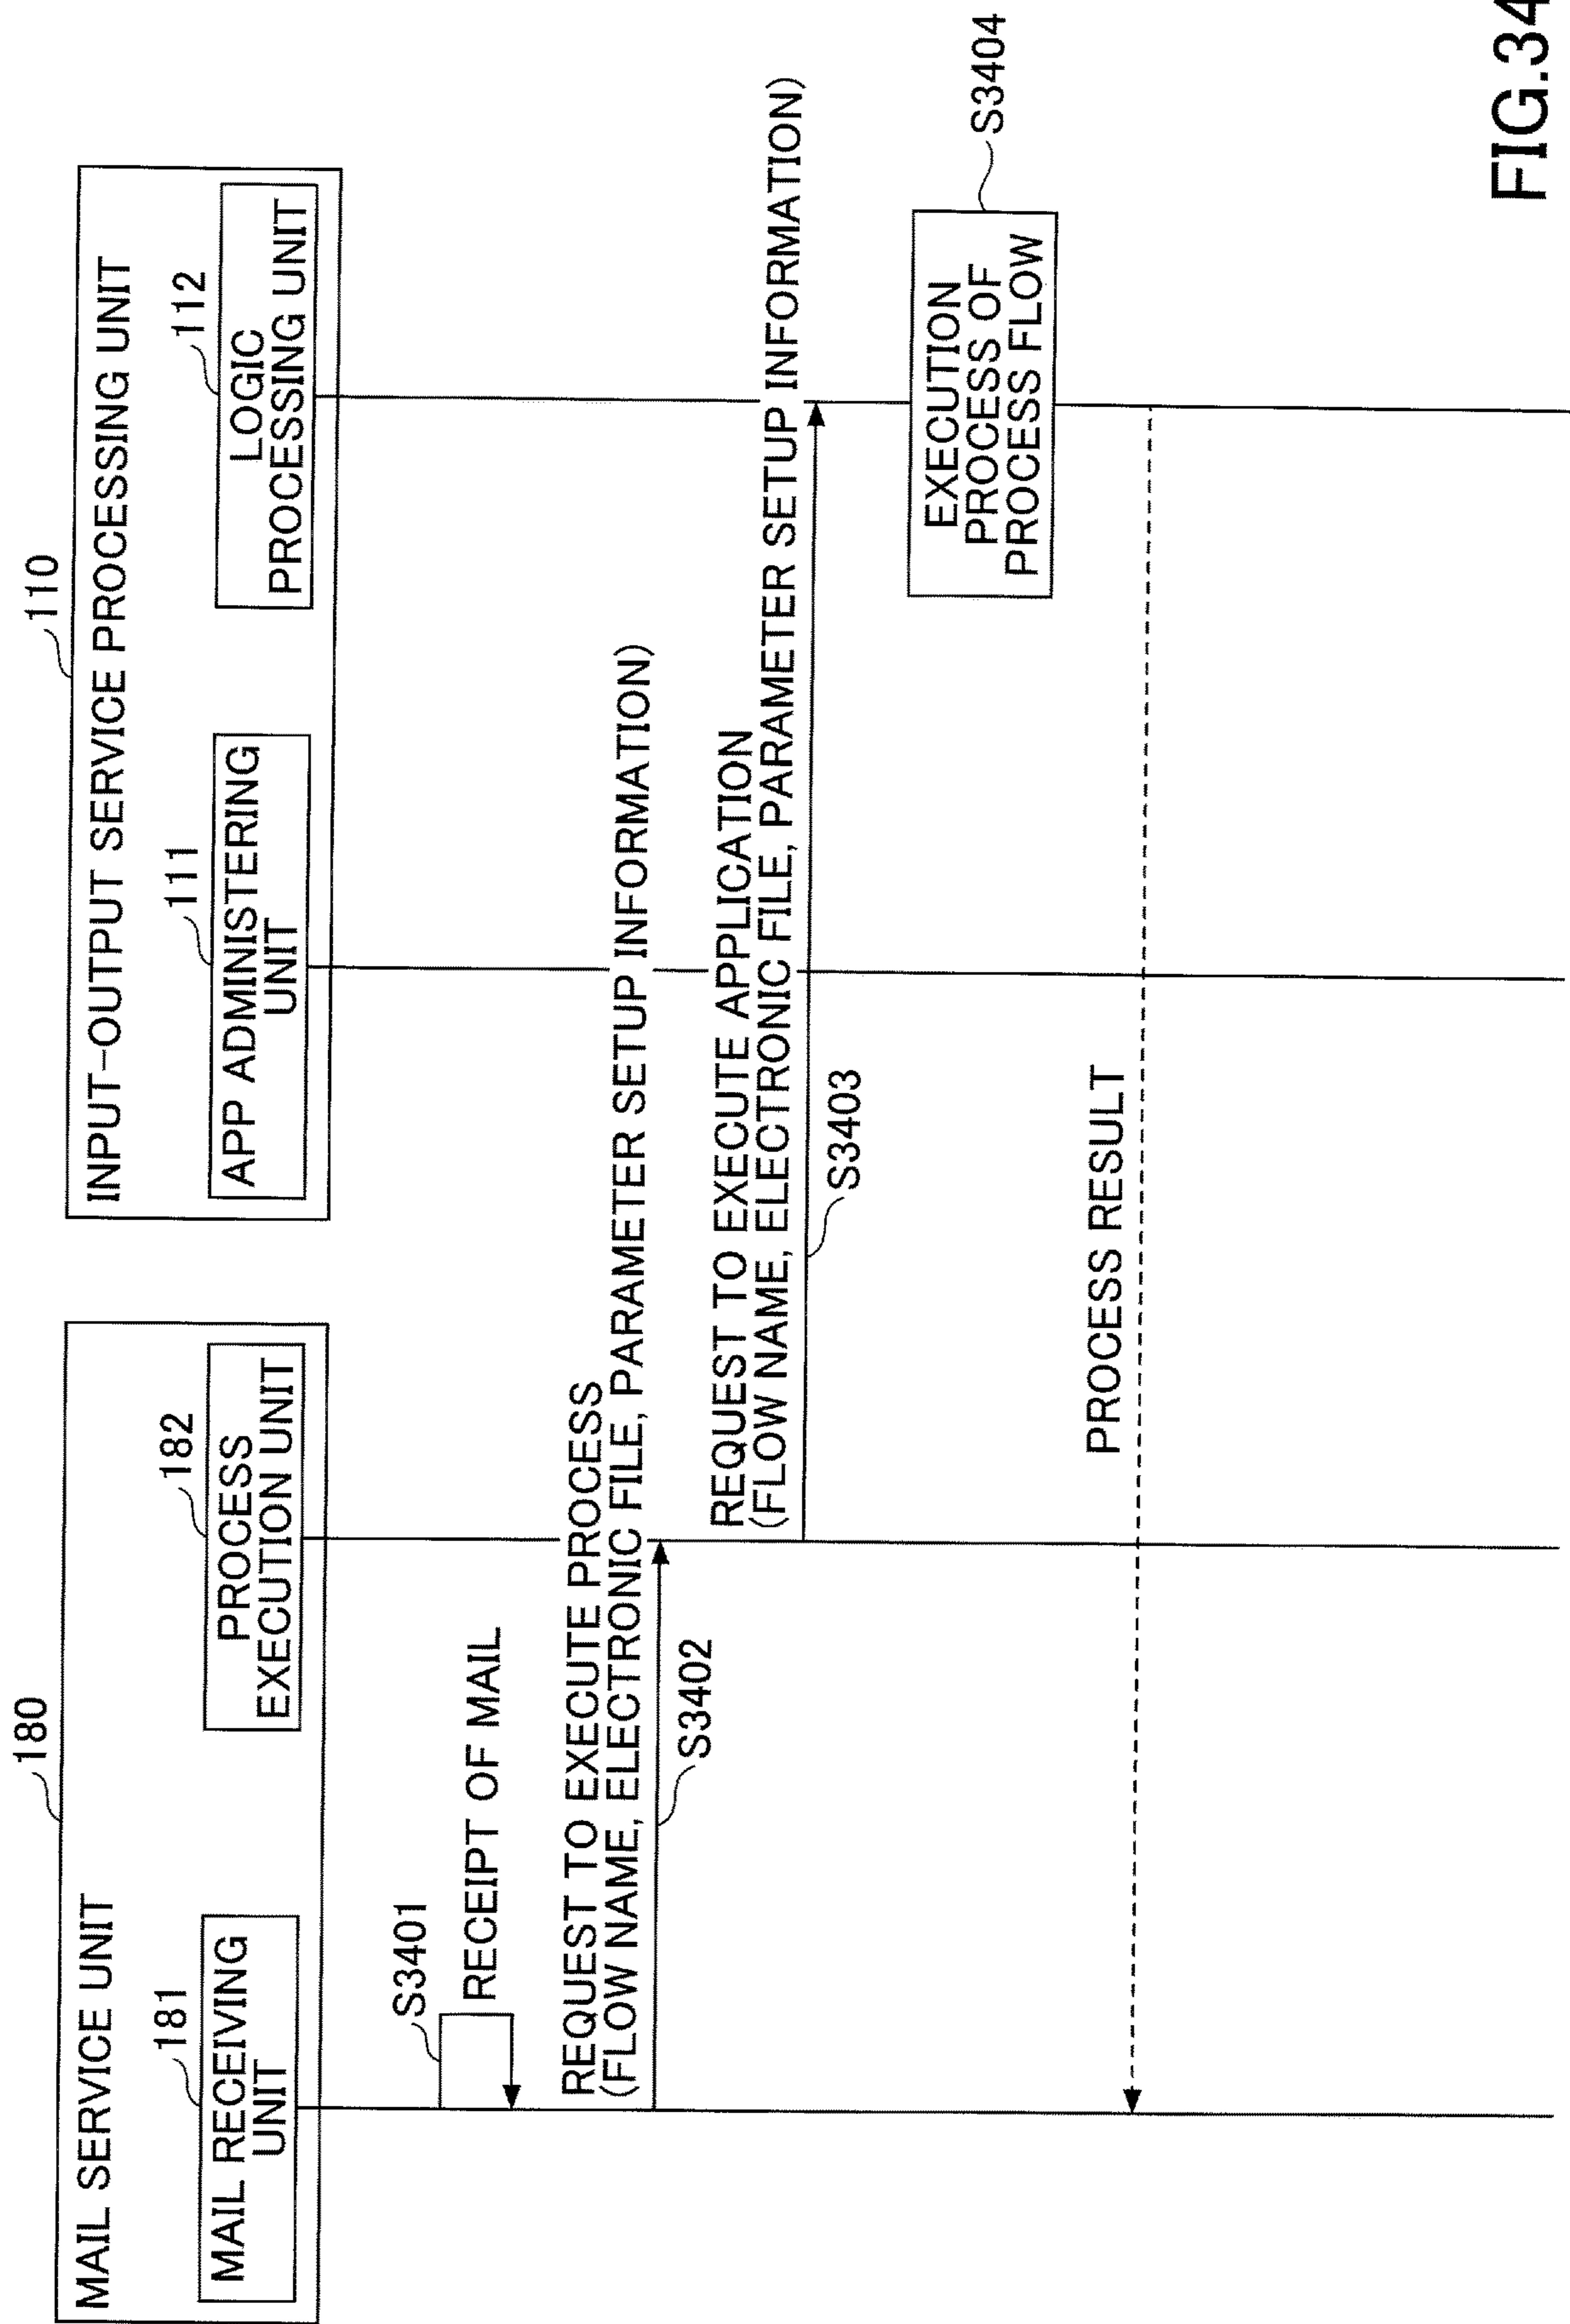 180
MAIL SERVICE UNIT
181
MAIL RECEIVING
UNIT
182
PROCESS
EXECUTION UNIT
110
INPUT-OUTPUT SERVICE PROCESSING UNIT
111
APP ADMINISTERING
UNIT
112
LOGIC
PROCESSING UNIT
S3401
RECEIPT OF MAIL
REQUEST TO EXECUTE PROCESS
(FLOW NAME, ELECTRONIC FILE, PARAMETER SETUP INFORMATION)
S3402
REQUEST TO EXECUTE APPLICATION
(FLOW NAME, ELECTRONIC FILE, PARAMETER SETUP INFORMATION)
S3403
EXECUTION
PROCESS OF
PROCESS FLOW
S3404
PROCESS RESULT
FIG.34